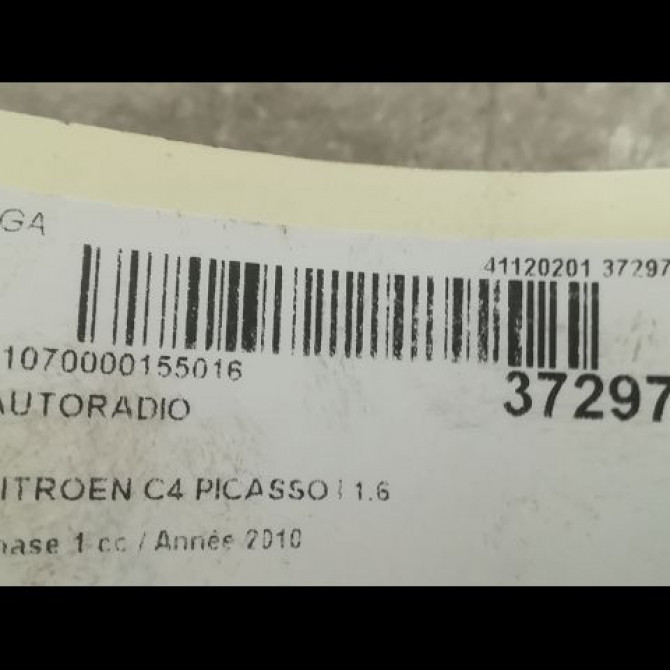 GA
41120201 37297
1070000155016
37297
AUTORADIO
ITROEN C4 PICASSO I 1.6
hase 1 cc / Année 2010